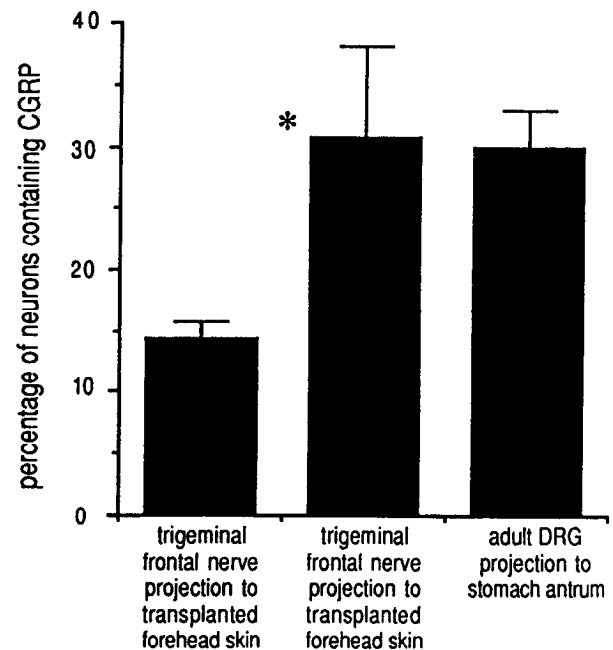 percentage of neurons containing CGRP
40
30
20
10
0
*
trigeminal
frontal nerve
projection to
transplanted
forehead skin
trigeminal
frontal nerve
projection to
transplanted
forehead skin
adult DRG
projection to
stomach antrum